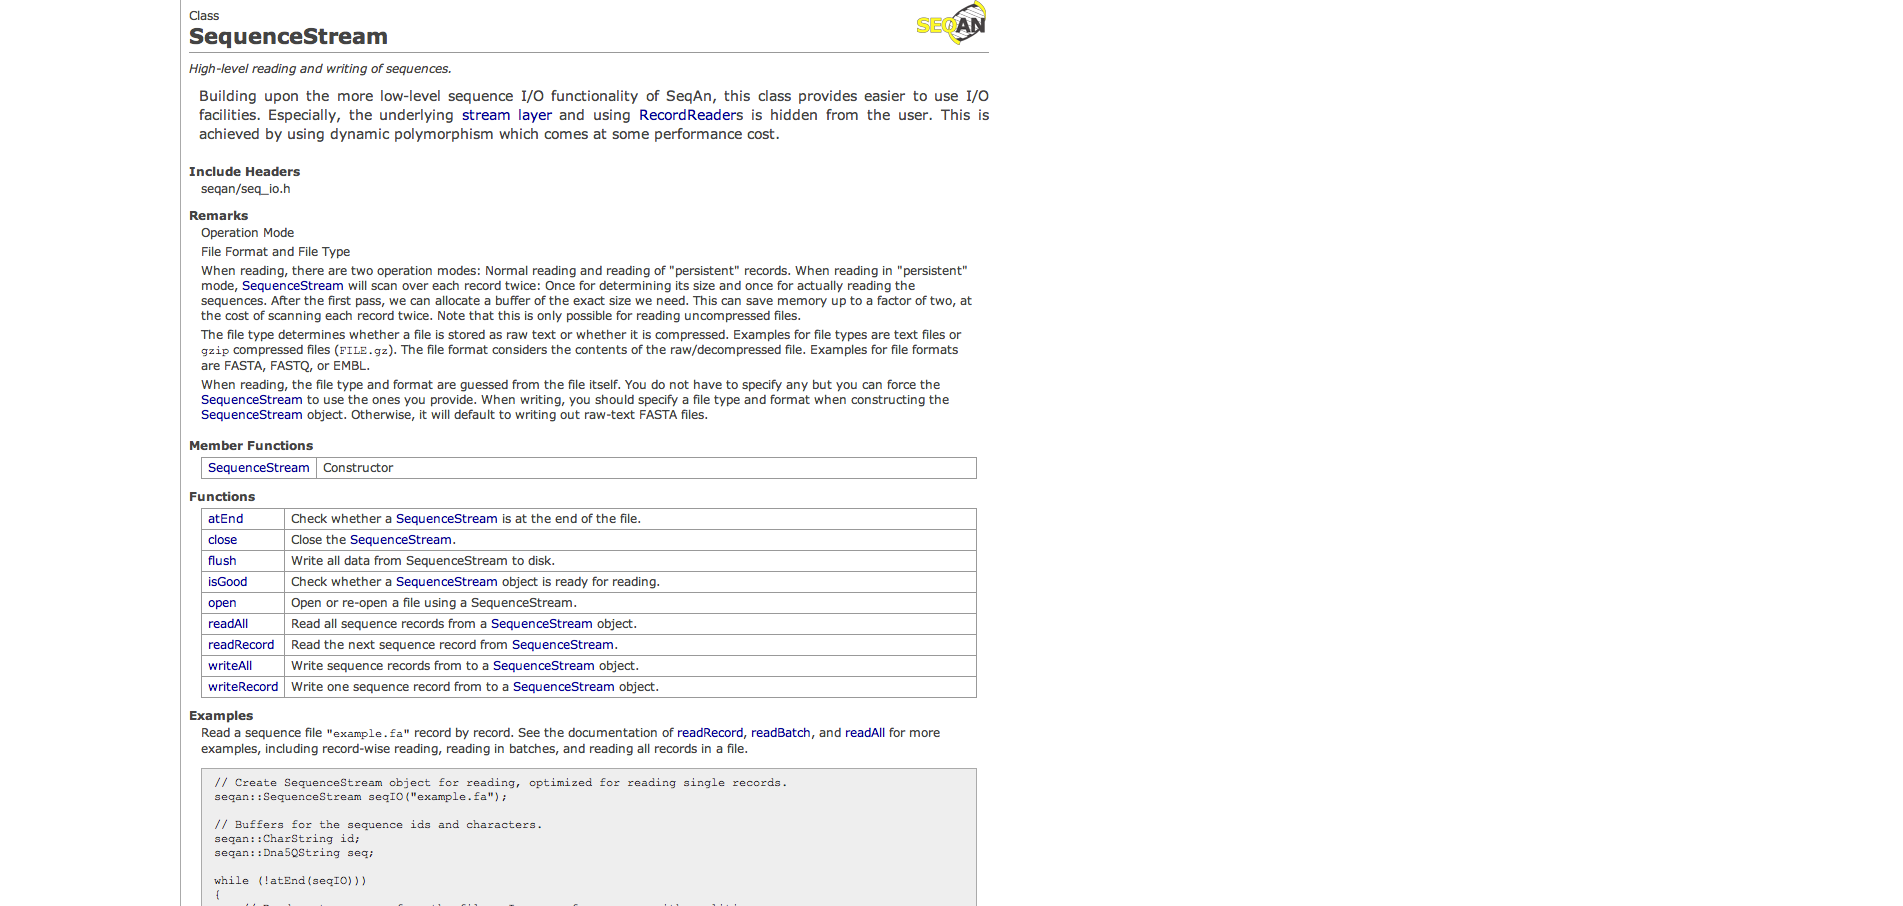 Class
SequenceStream
SEQAN
High-level reading and writing of sequences.
Building upon the more low-level sequence I/O functionality of SeqAn, this class provides easier to use I/O
facilities. Especially, the underlying stream layer and using RecordReaders is hidden from the user. This is
achieved by using dynamic polymorphism which comes at some performance cost.
Include Headers
seqan/seq_io.h
Remarks
Operation Mode
File Format and File Type
When reading, there are two operation modes: Normal reading and reading of "persistent" records. When reading in "persistent"
mode, SequenceStream will scan over each record twice: Once for determining its size and once for actually reading the
sequences. After the first pass, we can allocate a buffer of the exact size we need. This can save memory up to a factor of two, at
the cost of scanning each record twice. Note that this is only possible for reading uncompressed files.
The file type determines whether a file is stored as raw text or whether it is compressed. Examples for file types are text files or
gzip compressed files (FILE.gz). The file format considers the contents of the raw/decompressed file. Examples for file formats
are FASTA, FASTQ, or EMBL.
When reading, the file type and format are guessed from the file itself. You do not have to specify any but you can force the
SequenceStream to use the ones you provide. When writing, you should specify a file type and format when constructing the
SequenceStream object. Otherwise, it will default to writing out raw-text FASTA files.
Member Functions
SequenceStream Constructor
Functions
atEnd Check whether a SequenceStream is at the end of the file.
close Close the SequenceStream.
flush Write all data from SequenceStream to disk.
isGood Check whether a SequenceStream object is ready for reading.
open Open or re-open a file using a SequenceStream.
readAll Read all sequence records from a SequenceStream object.
readRecord Read the next sequence record from SequenceStream.
writeAll Write sequence records from to a SequenceStream object.
writeRecord Write one sequence record from to a SequenceStream object.
Examples
Read a sequence file "example.fa" record by record. See the documentation of readRecord, readBatch, and readAll for more
examples, including record-wise reading, reading in batches, and reading all records in a file.
// Create SequenceStream object for reading, optimized for reading single records.
seqan::SequenceStream seqIO("example.fa");
// Buffers for the sequence ids and characters.
seqan::CharString id;
seqan::Dna5QString seq;
while (!atEnd(seqIO)))
{